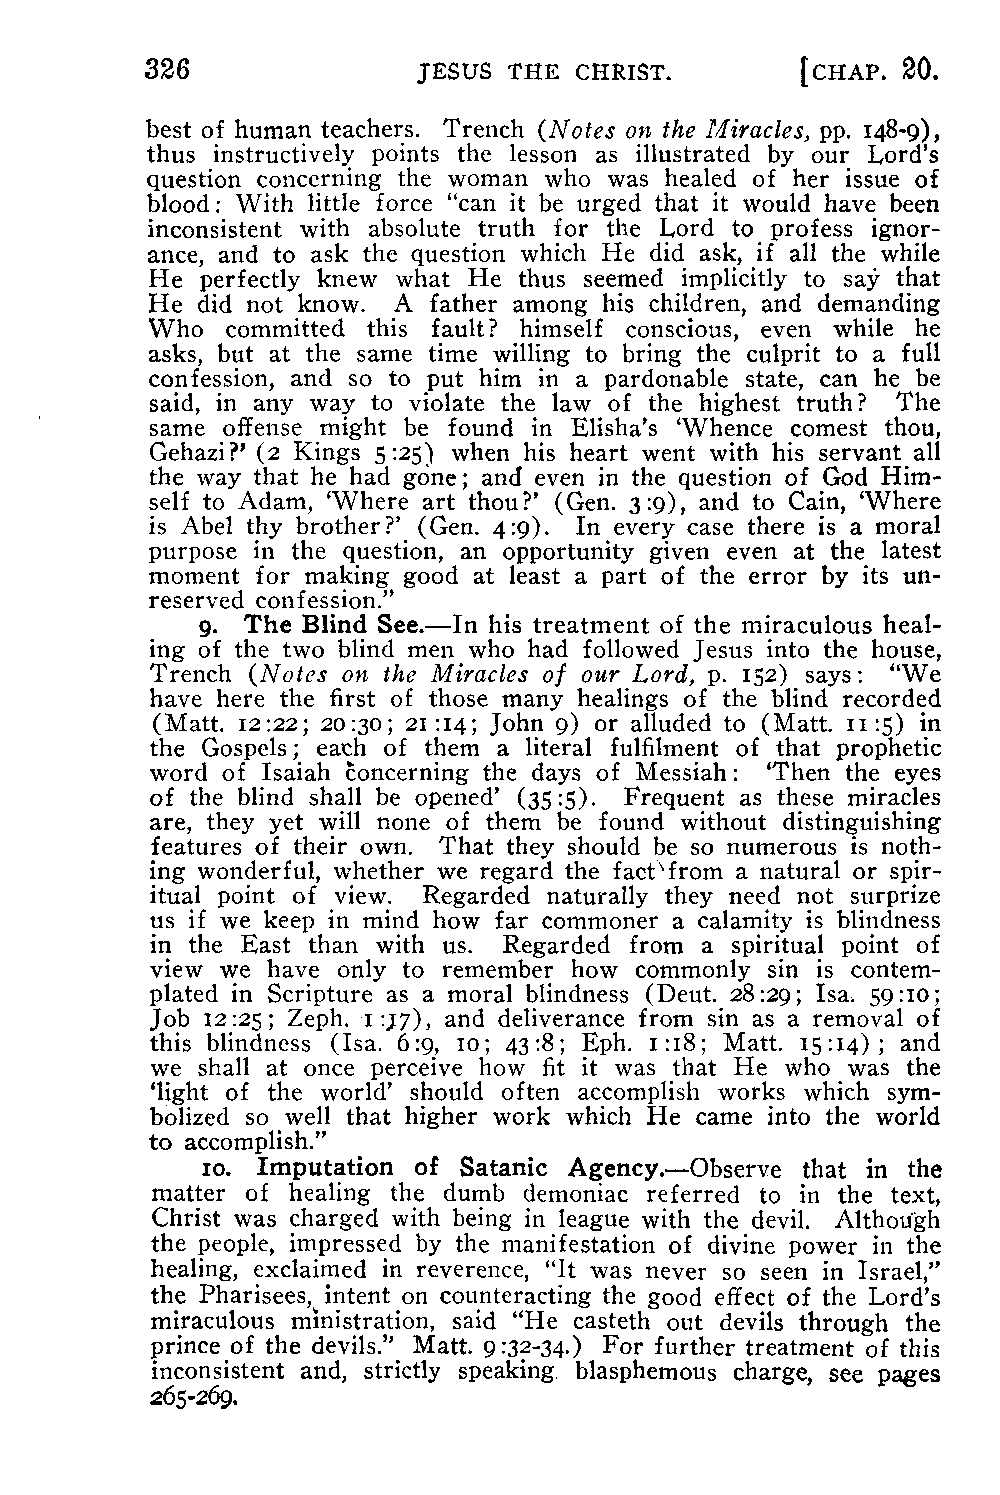 326 JESUS THE CHRIST. [CHAP. 20.
best of human teachers. Trench (Notes on the Miracles, pp. 148-9),
thus instructively points the lesson as illustrated by our Lord's
question concerning the woman who was healed of her issue of
blood: With little force "can it be urged that it would have been
inconsistent with absolute truth for the Lord to profess ignor-
ance, and to ask the question which He did ask, if all the while
He perfectly knew what He thus seemed implicitly to say that
He did not know. A father among his children, and demanding
Who committed this fault? himself conscious, even while he
asks, but at the same time willing to bring the culprit to a full
confession, and so to put him in a pardonable state, can he be
said, in any way to violate the law of the highest truth? The
same offense might be found in Elisha's 'Whence comest thou,
Gehazi?' (2 Kings 5:25) when his heart went with his servant all
the way that he had gone; and even in the question of God Him-
self to Adam, 'Where art thou?' (Gen. 3:9), and to Cain, 'Where
is Abel thy brother?' (Gen. 4:9). In every case there is a moral
purpose in the question, an opportunity given even at the latest
moment for making good at least a part of the error by its un-
reserved confession."
9. The Blind See.—In his treatment of the miraculous heal-
ing of the two blind men who had followed Jesus into the house,
Trench (Notes on the Miracles of our Lord, p. 152) says: "We
have here the first of those many healings of the blind recorded
(Matt. 12:22; 20:30; 21:14; John 9) or alluded to (Matt. 11:5) in
the Gospels; each of them a literal fulfilment of that prophetic
word of Isaiah concerning the days of Messiah: 'Then the eyes
of the blind shall be opened' (35:5). Frequent as these miracles
are, they yet will none of them be found without distinguishing
features of their own. That they should be so numerous is noth-
ing wonderful, whether we regard the fact from a natural or spir-
itual point of view. Regarded naturally they need not surprize
us if we keep in mind how far commoner a calamity is blindness
in the East than with us. Regarded from a spiritual point of
view we have only to remember how commonly sin is contem-
plated in Scripture as a moral blindness (Deut. 28:29; Isa. 59:10;
Job 12:25; Zeph. 1:17), and deliverance from sin as a removal of
this blindness (Isa. 6:9, 10; 43:8; Eph. 1:18; Matt. 15:14); and
we shall at once perceive how fit it was that He who was the
'light of the world' should often accomplish works which sym-
bolized so well that higher work which He came into the world
to accomplish."
10. Imputation of Satanic Agency.—Observe that in the
matter of healing the dumb demoniac referred to in the text,
Christ was charged with being in league with the devil. Although
the people, impressed by the manifestation of divine power in the
healing, exclaimed in reverence, "It was never so seen in Israel,"
the Pharisees, intent on counteracting the good effect of the Lord's
miraculous ministration, said "He casteth out devils through the
prince of the devils." Matt. 9:32-34.) For further treatment of this
inconsistent and, strictly speaking. blasphemous charge, see pages
265-269.